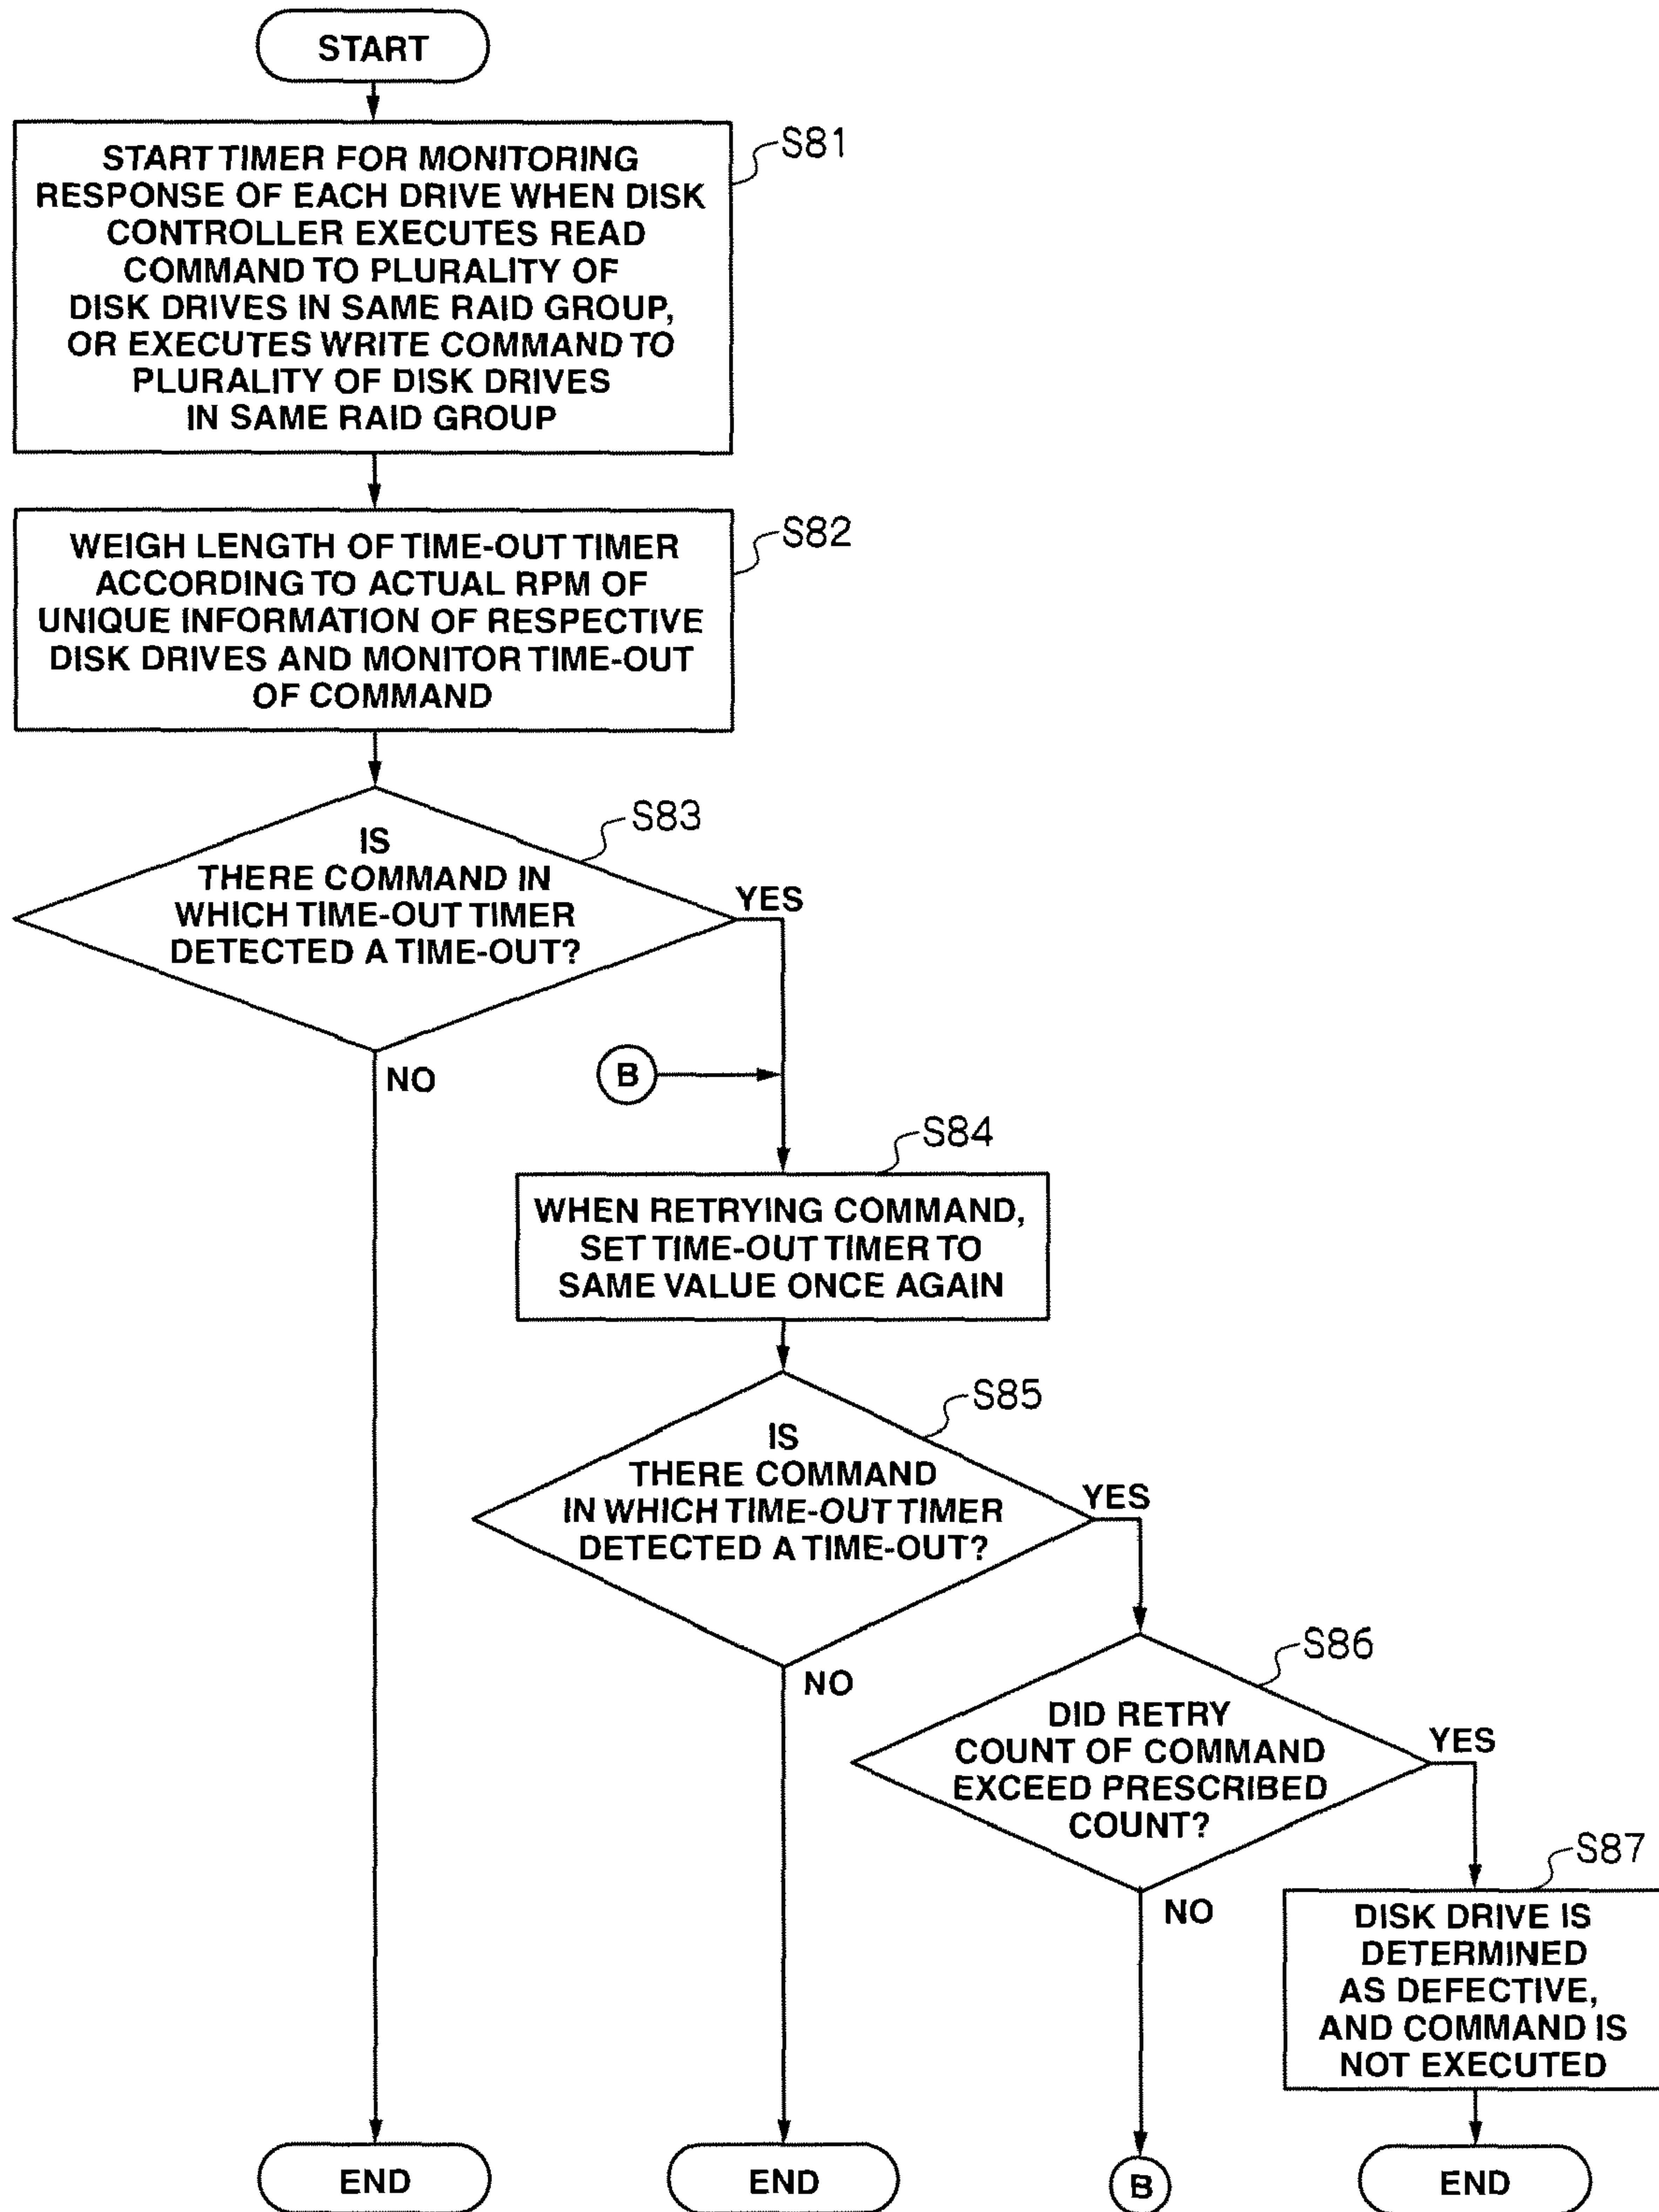 START
S81
START TIMER FOR MONITORING
RESPONSE OF EACH DRIVE WHEN DISK
CONTROLLER EXECUTES READ
COMMAND TO PLURALITY OF
DISK DRIVES IN SAME RAID GROUP,
OR EXECUTES WRITE COMMAND TO
PLURALITY OF DISK DRIVES
IN SAME RAID GROUP
S82
WEIGH LENGTH OF TIME-OUT TIMER
ACCORDING TO ACTUAL RPM OF
UNIQUE INFORMATION OF RESPECTIVE
DISK DRIVES AND MONITOR TIME-OUT
OF COMMAND
S83
IS
THERE COMMAND IN
WHICH TIME-OUT TIMER
DETECTED A TIME-OUT?
YES
NO
B
S84
WHEN RETRYING COMMAND,
SET TIME-OUT TIMER TO
SAME VALUE ONCE AGAIN
S85
IS
THERE COMMAND
IN WHICH TIME-OUT TIMER
DETECTED A TIME-OUT?
YES
NO
S86
DID RETRY
COUNT OF COMMAND
EXCEED PRESCRIBED
COUNT?
YES
NO
S87
DISK DRIVE IS
DETERMINED
AS DEFECTIVE,
AND COMMAND IS
NOT EXECUTED
END
END
B
END